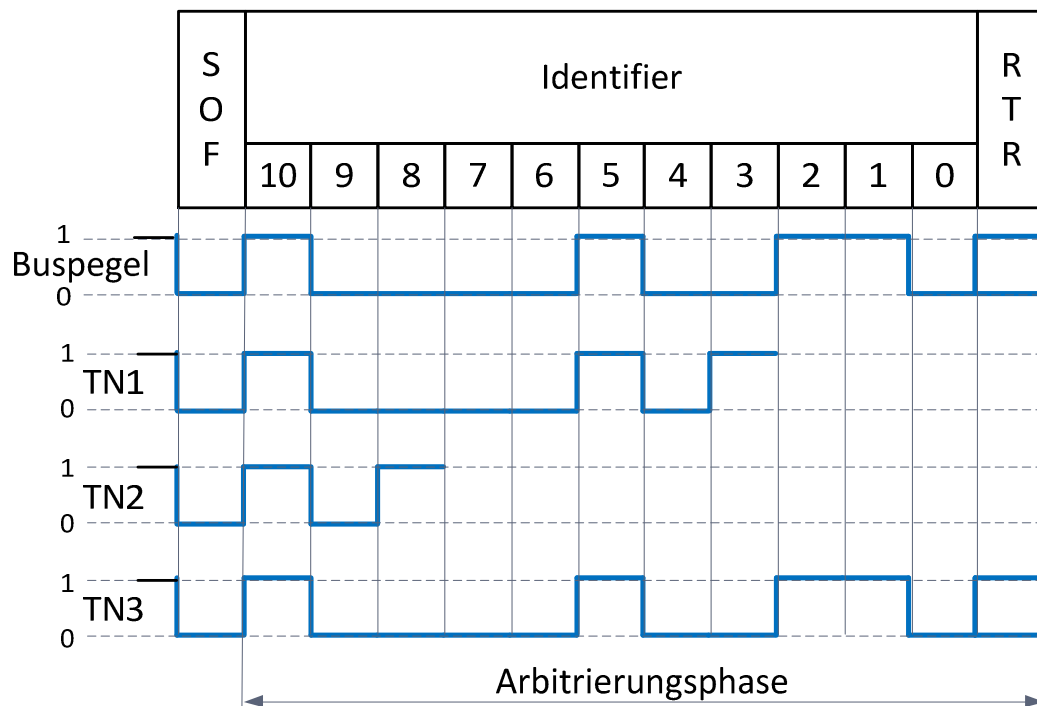 S O F
Identifier
R T R
10 9 8 7 6 5 4 3 2 1 0
1
Buspegel
0
1
TN1
0
1
TN2
0
1
TN3
0
Arbitrierungsphase